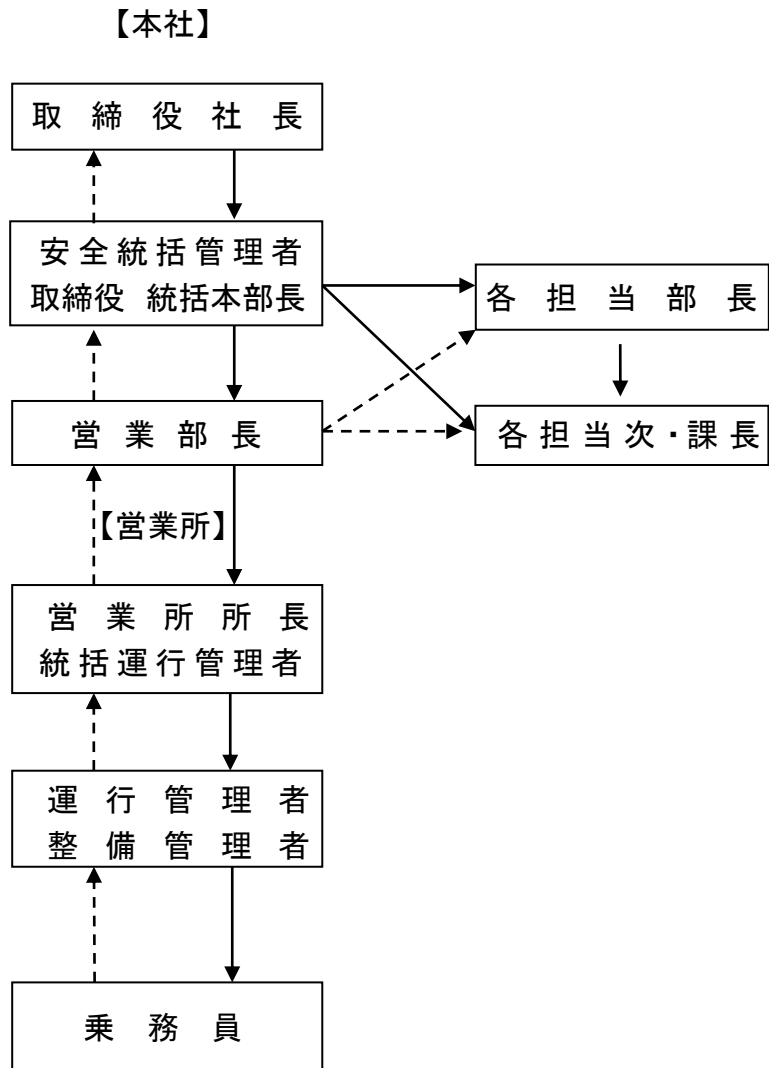 【本社】
取締役社長
安全統括管理者
取締役 統括本部長
各担当部長
営業部長
各担当次・課長
【営業所】
営業所所長
統括運行管理者
運行管理者
整備管理者
乗務員